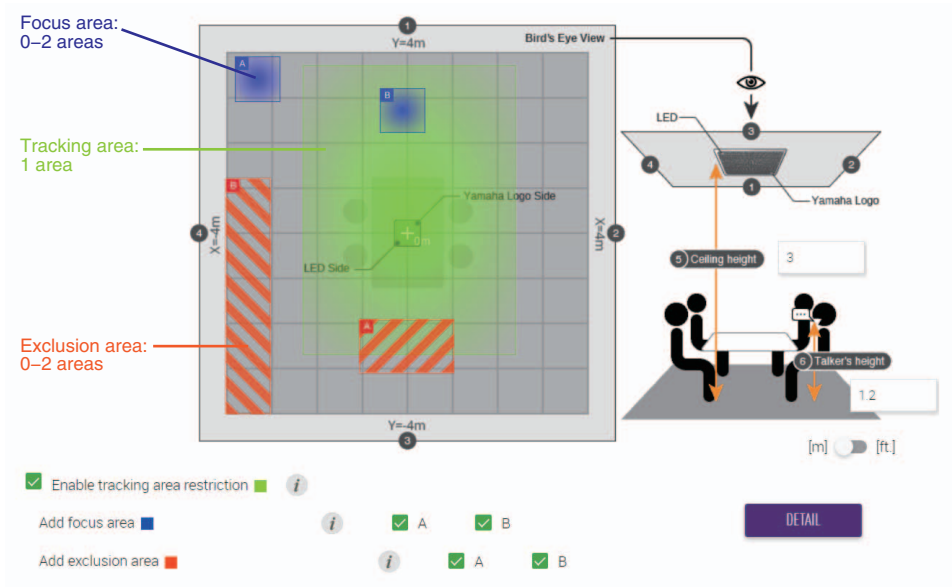 Focus area:
0–2 areas
Tracking area:
1 area
Exclusion area:
0–2 areas
1
Y=4m
Bird's Eye View
A
B
B
Yamaha Logo Side
0m
LED Side
4
X=-4m
X=4m
2
A
Y=-4m
3
LED
3
4
2
1
Yamaha Logo
5 Ceiling height
3
6 Talker's height
1.2
[m] [ft.]
Enable tracking area restriction i
Add focus area i A B
DETAIL
Add exclusion area i A B